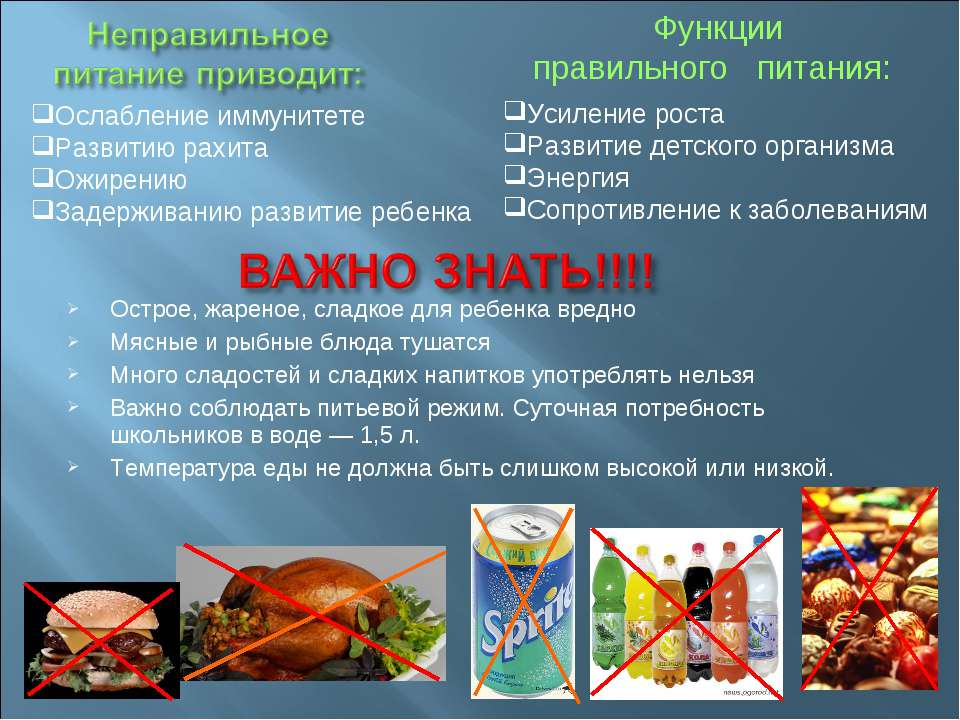 Неправильное
питание приводит:
Ослабление иммунитете
Развитию рахита
Ожирению
Задерживанию развитие ребенка
Функции
правильного питания:
Усиление роста
Развитие детского организма
Энергия
Сопротивление к заболеваниям
ВАЖНО ЗНАТЬ!!!!
Острое, жареное, сладкое для ребенка вредно
Мясные и рыбные блюда тушатся
Много сладостей и сладких напитков употреблять нельзя
Важно соблюдать питьевой режим. Суточная потребность
школьников в воде — 1,5 л.
Температура еды не должна быть слишком высокой или низкой.
Sprite
news.pgorod.net